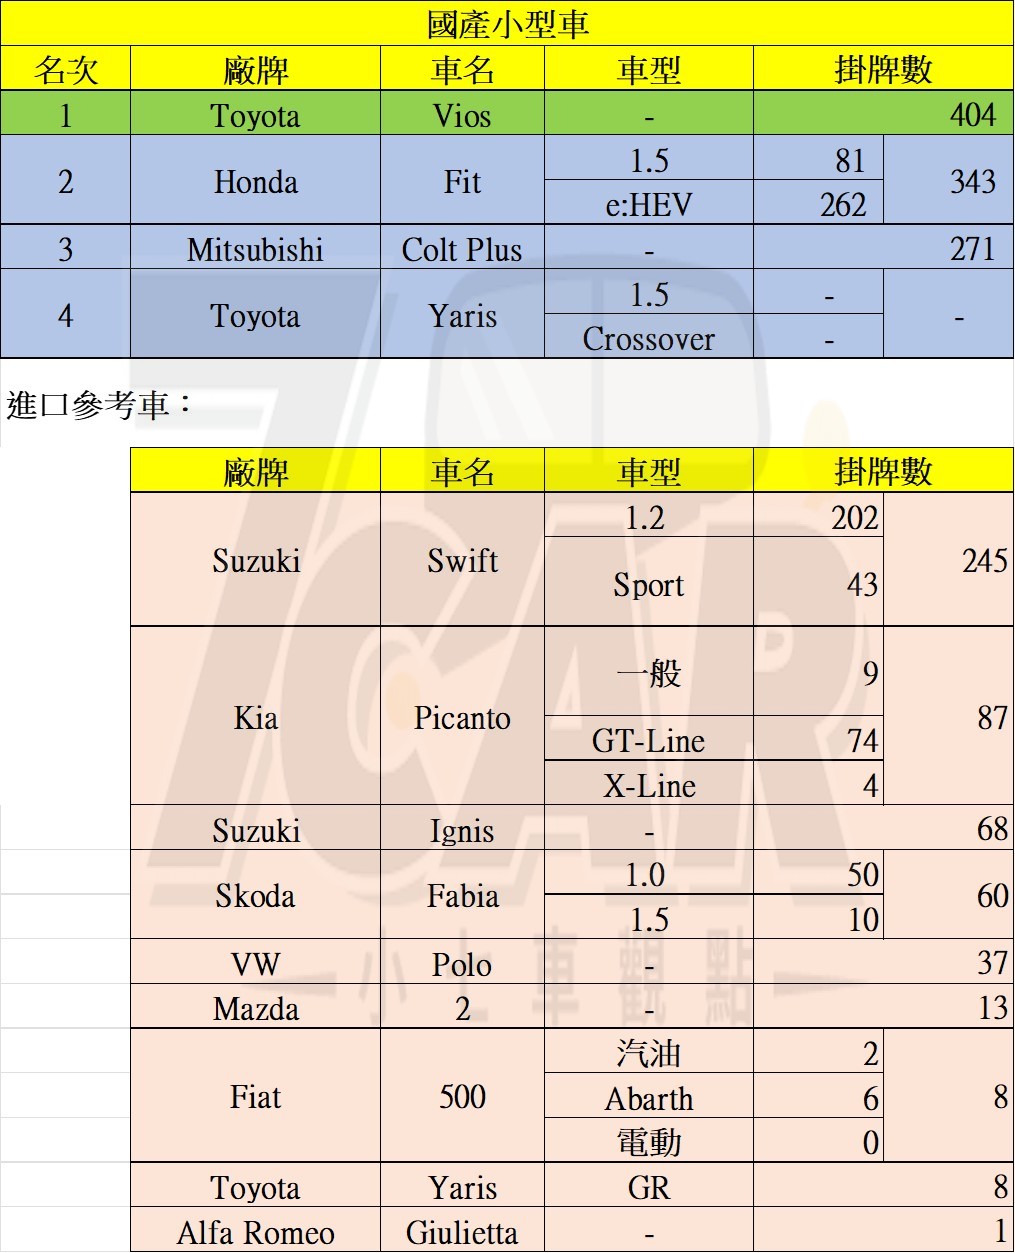 國產小型車
名次 廠牌 車名 車型 掛牌數
1 Toyota Vios - 404
2 Honda Fit 1.5 81 343
e:HEV 262
3 Mitsubishi Colt Plus - 271
4 Toyota Yaris 1.5 - -
Crossover -
進口參考車：
廠牌 車名 車型 掛牌數
Suzuki Swift 1.2 202 245
Sport 43
Kia Picanto 一般 9 87
GT-Line 74
X-Line 4
Suzuki Ignis - 68
Skoda Fabia 1.0 50 60
1.5 10
VW Polo - 37
Mazda 2 - 13
Fiat 500 汽油 2 8
Abarth 6
電動 0
Toyota Yaris GR 8
Alfa Romeo Giulietta - 1
7CAR
小七車觀點